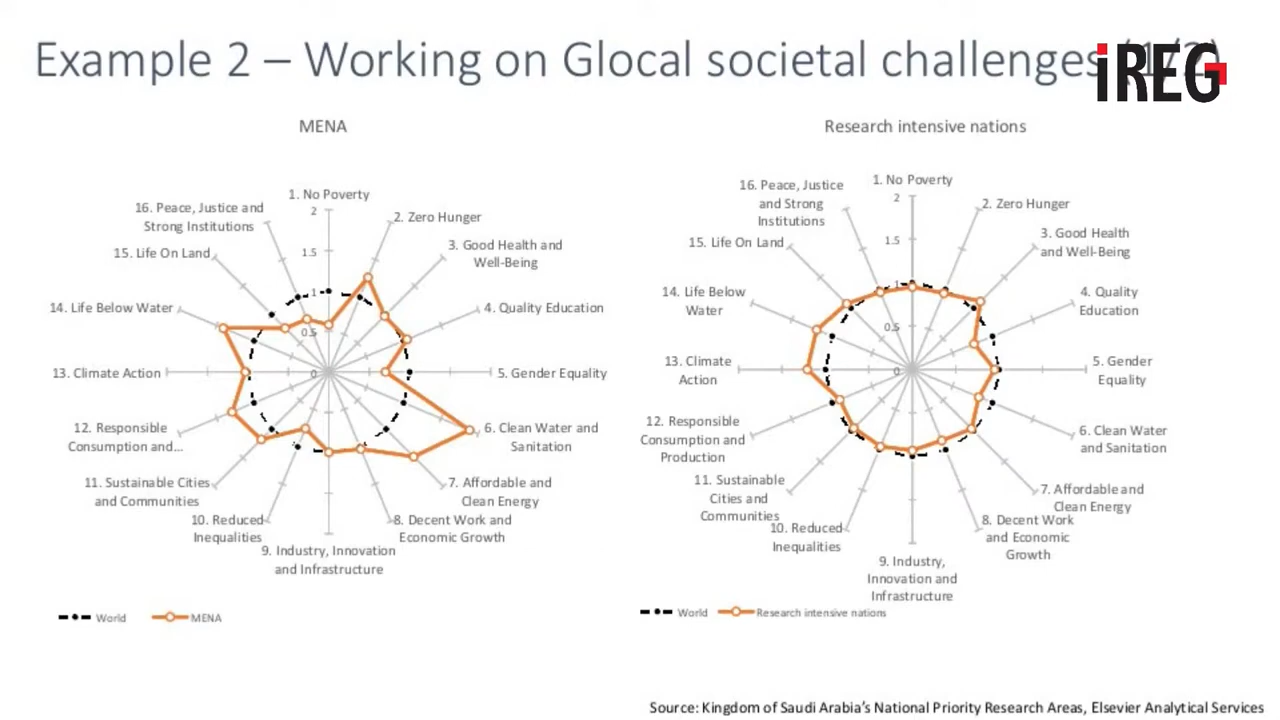 Example 2 – Working on Glocal societal challenges (1/2)
iREG
MENA
1. No Poverty
2
1.5
1
0.5
0
2. Zero Hunger
3. Good Health and
Well-Being
4. Quality Education
5. Gender Equality
6. Clean Water and
Sanitation
7. Affordable and
Clean Energy
8. Decent Work and
Economic Growth
9. Industry, Innovation
and Infrastructure
10. Reduced
Inequalities
11. Sustainable Cities
and Communities
12. Responsible
Consumption and...
13. Climate Action
14. Life Below Water
15. Life On Land
16. Peace, Justice and
Strong Institutions
World
MENA
Research intensive nations
1. No Poverty
2
1.5
1
0.5
0
2. Zero Hunger
3. Good Health
and Well-Being
4. Quality
Education
5. Gender
Equality
6. Clean Water
and Sanitation
7. Affordable and
Clean Energy
8. Decent Work
and Economic
Growth
9. Industry,
Innovation and
Infrastructure
10. Reduced
Inequalities
11. Sustainable
Cities and
Communities
12. Responsible
Consumption and
Production
13. Climate
Action
14. Life Below
Water
15. Life On Land
16. Peace, Justice
and Strong
Institutions
World
Research intensive nations
Source: Kingdom of Saudi Arabia's National Priority Research Areas, Elsevier Analytical Services